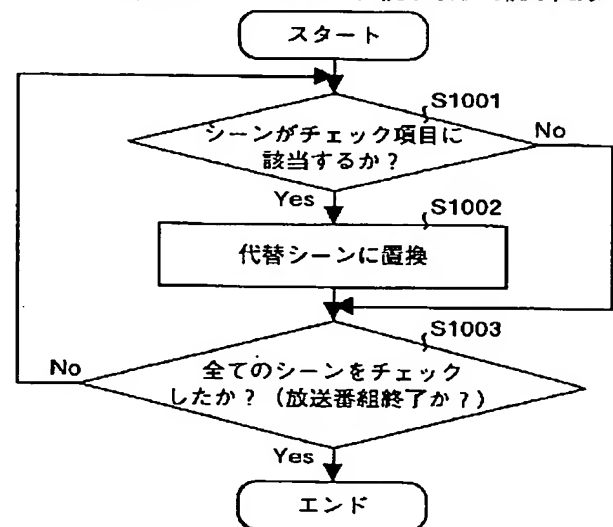 スタート
S1001
シーンがチェック項目に
該当するか？
No
Yes
S1002
代替シーンに置換
S1003
No
全てのシーンをチェック
したか？（放送番組終了か？）
Yes
エンド